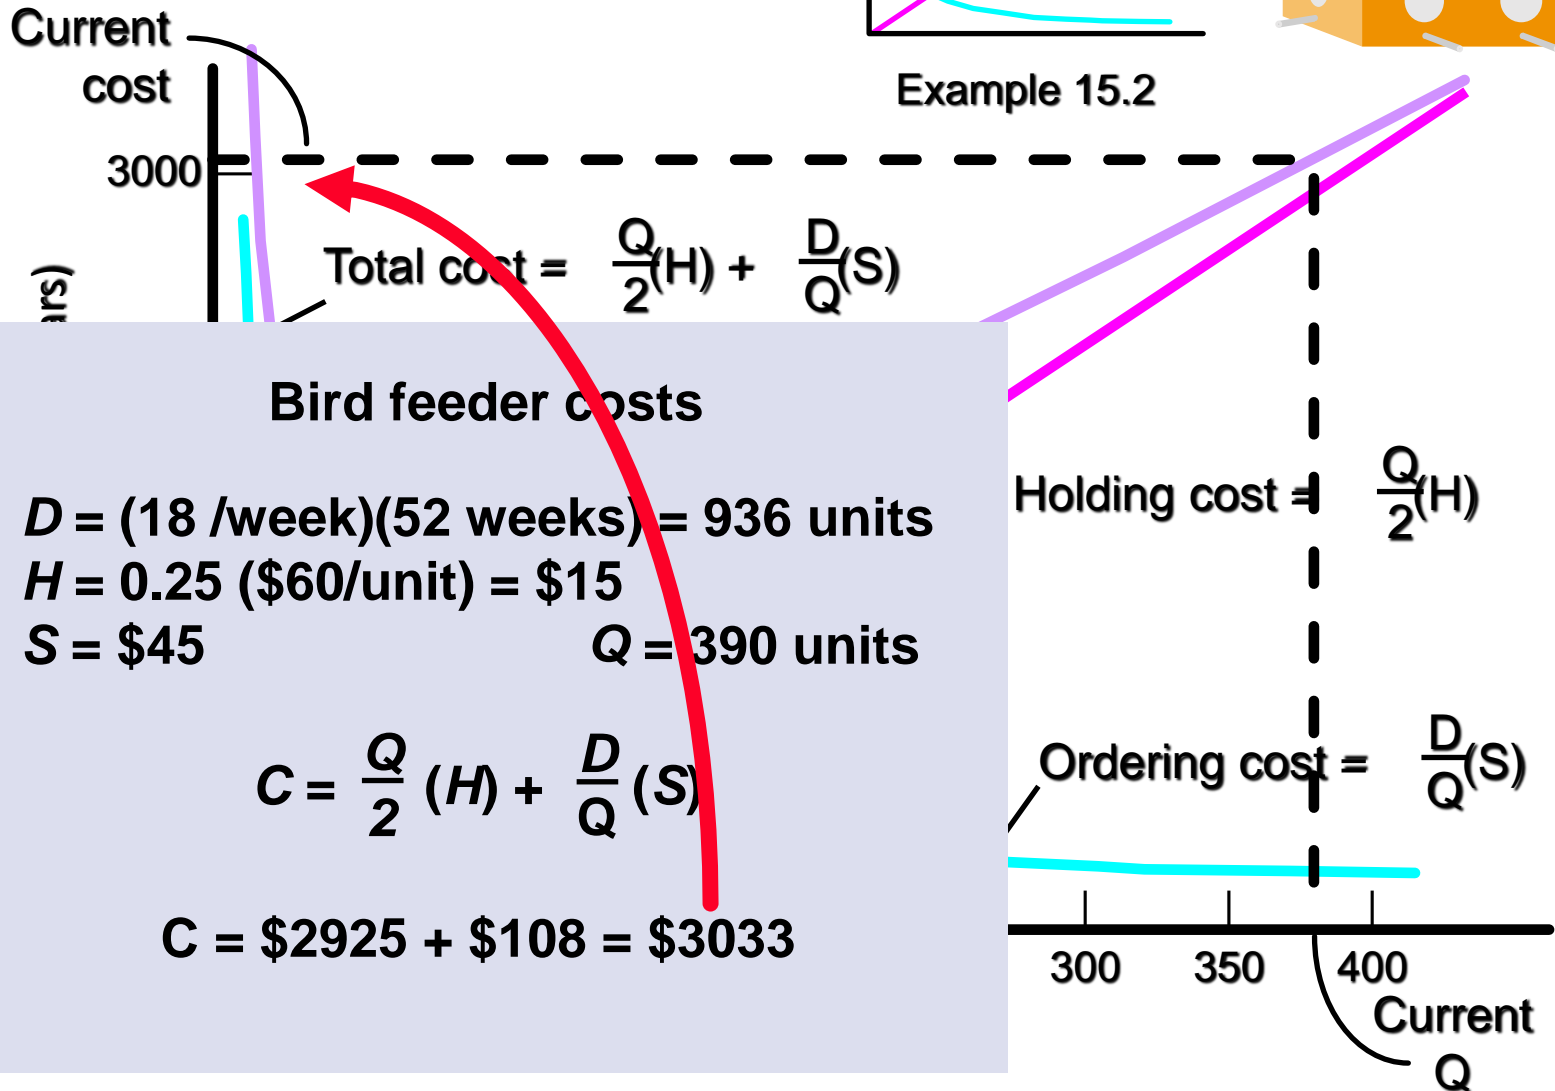 Current
cost
Example 15.2
3000
Total cost = Q/2 (H) + D/Q (S)
Bird feeder costs
D = (18 /week)(52 weeks) = 936 units
H = 0.25 ($60/unit) = $15
S = $45 Q = 390 units
C = Q/2 (H) + D/Q (S)
C = $2925 + $108 = $3033
Holding cost = Q/2 (H)
Ordering cost = D/Q (S)
300 350 400
Current
Q